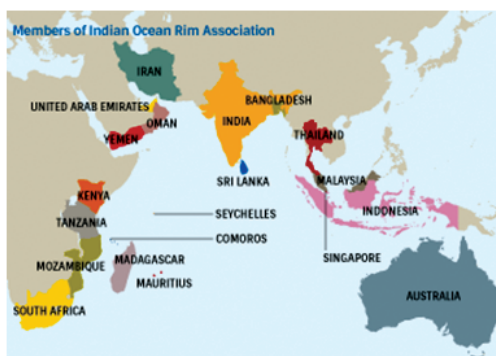 Members of Indian Ocean Rim Association
IRAN
UNITED ARAB EMIRATES
BANGLADESH
OMAN
INDIA
YEMEN
THAILAND
SRI LANKA
MALAYSIA
KENYA
INDONESIA
SEYCHELLES
TANZANIA
COMOROS
SINGAPORE
MADAGASCAR
MOZAMBIQUE
MAURITIUS
AUSTRALIA
SOUTH AFRICA